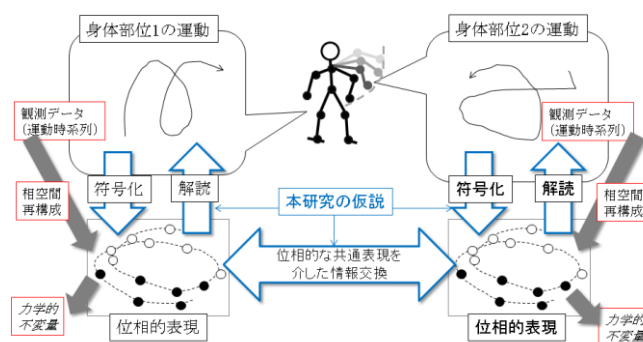 身体部位1の運動
身体部位2の運動
観測データ
(運動時系列)
観測データ
(運動時系列)
符号化
解読
符号化
解読
相空間
再構成
本研究の仮説
相空間
再構成
位相的な共通表現を
介した情報交換
力学的
不変量
位相的表現
位相的表現
力学的
不変量